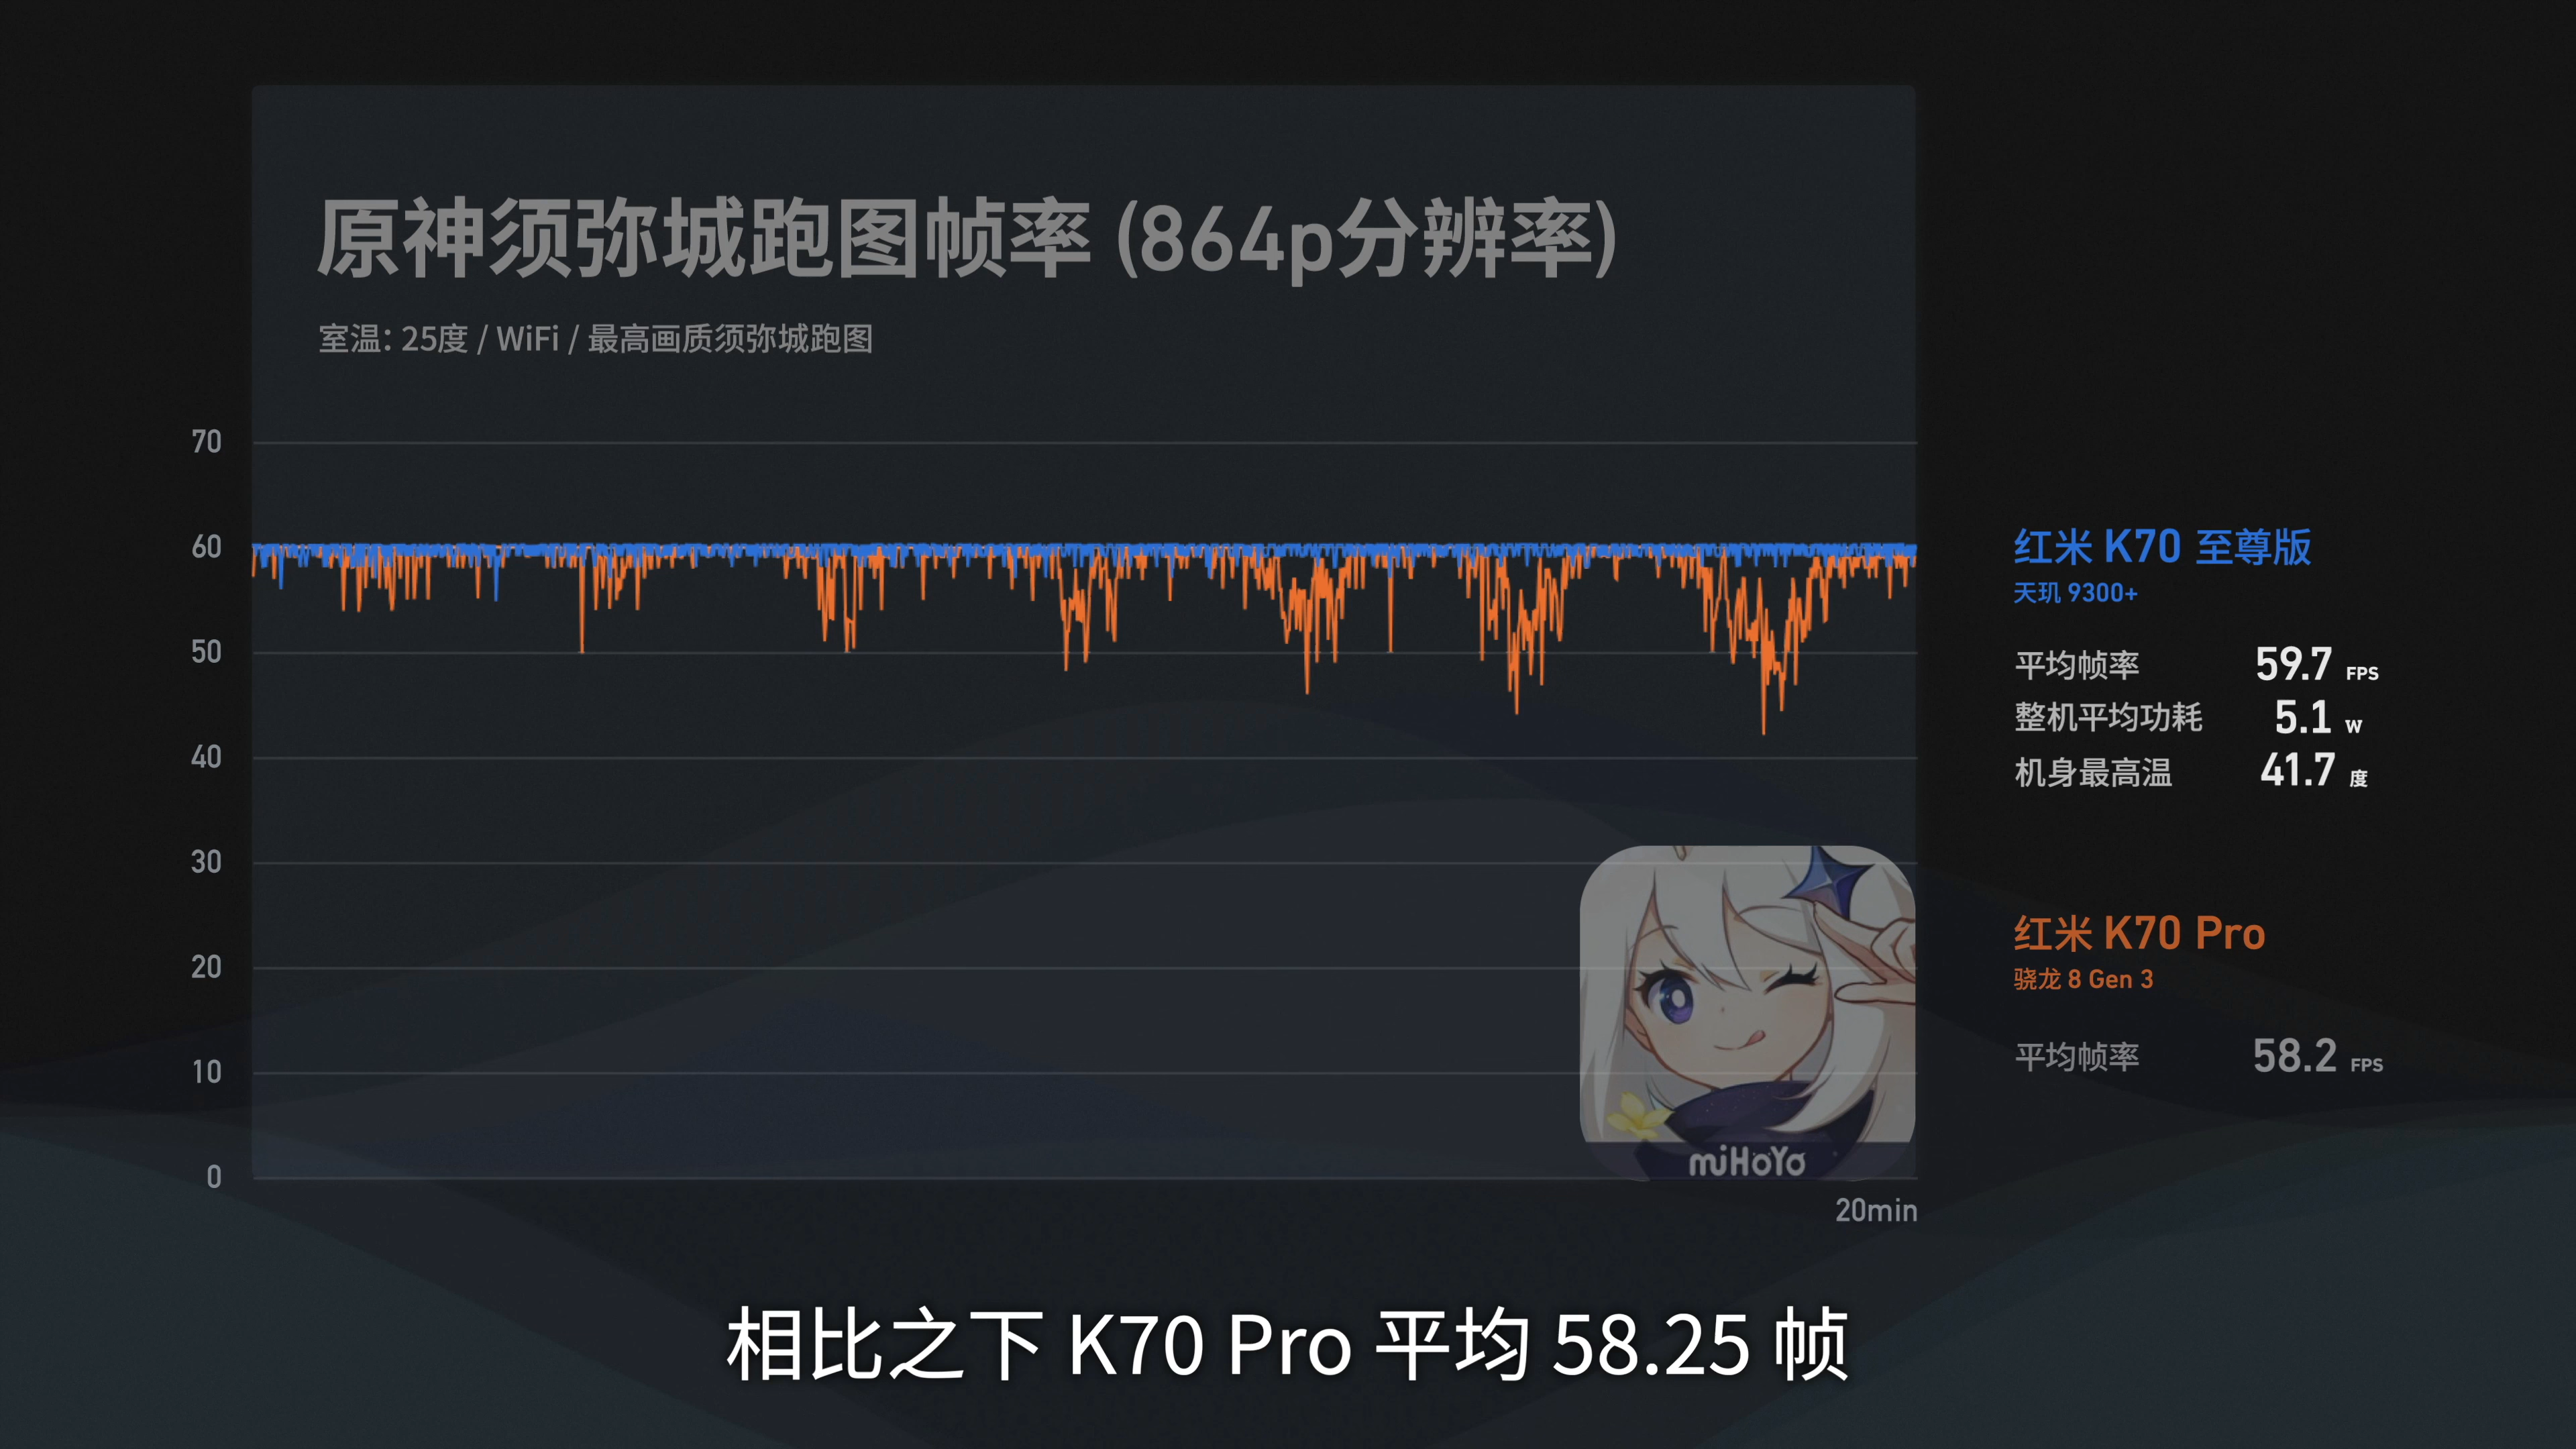 原神须弥城跑图帧率 (864p分辨率)
室温: 25度 / WiFi / 最高画质须弥城跑图
70
60
50
40
30
20
10
0
20min
miHoYo
红米 K70 至尊版
天玑 9300+
平均帧率 59.7 FPS
整机平均功耗 5.1 W
机身最高温 41.7 度
红米 K70 Pro
骁龙 8 Gen 3
平均帧率 58.2 FPS
相比之下 K70 Pro 平均 58.25 帧